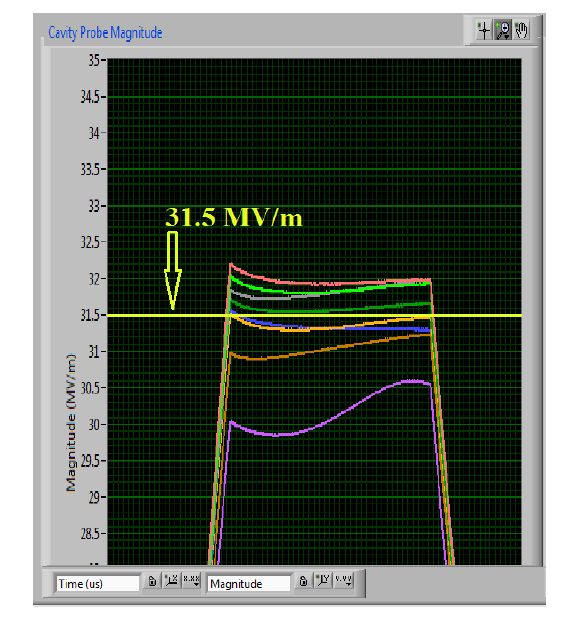 Cavity Probe Magnitude
35-
34.5-
34-
33.5-
33-
31.5 MV/m
32.5-
32-
31.5-
31-
30.5-
30-
29.5-
29-
28.5-
Magnitude (MV/m)
Time (us)
Magnitude